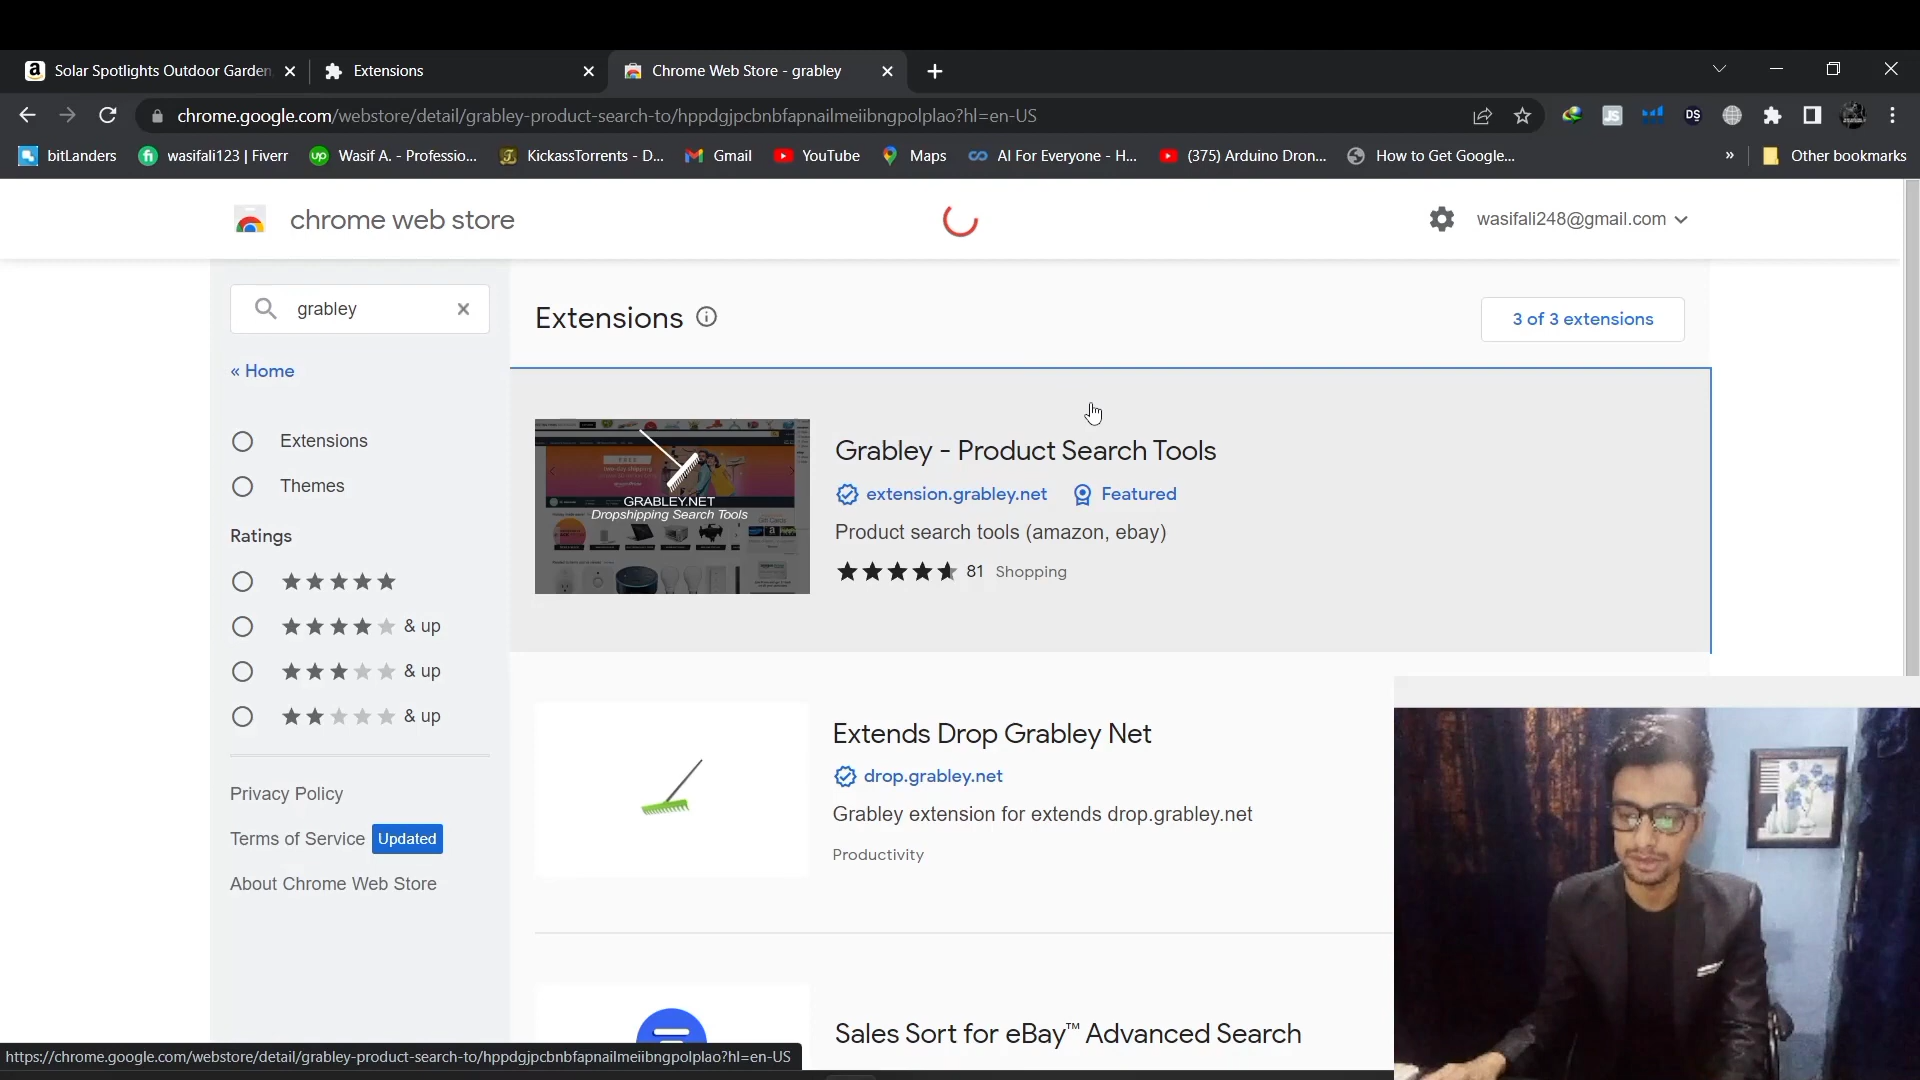 Solar Spotlights Outdoor Garden
Extensions
Chrome Web Store - grabley
chrome.google.com/webstore/detail/grabley-product-search-to/hppdgjpcbnbfapnailmeiibngpolplao?hl=en-US
JS
DS
bitLanders
wasifali123 | Fiverr
Wasif A. - Professio...
KickassTorrents - D...
Gmail
YouTube
Maps
AI For Everyone - H...
(375) Arduino Dron...
How to Get Google...
»
Other bookmarks
chrome web store
wasifali248@gmail.com
grabley
Extensions
3 of 3 extensions
« Home
Extensions
Themes
Ratings
& up
& up
& up
Privacy Policy
Terms of Service Updated
About Chrome Web Store
GRABLEY.NET
Dropshipping Search Tools
Grabley - Product Search Tools
extension.grabley.net Featured
Product search tools (amazon, ebay)
81 Shopping
Extends Drop Grabley Net
drop.grabley.net
Grabley extension for extends drop.grabley.net
Productivity
Sales Sort for eBay™ Advanced Search
https://chrome.google.com/webstore/detail/grabley-product-search-to/hppdgjpcbnbfapnailmeiibngpolplao?hl=en-US